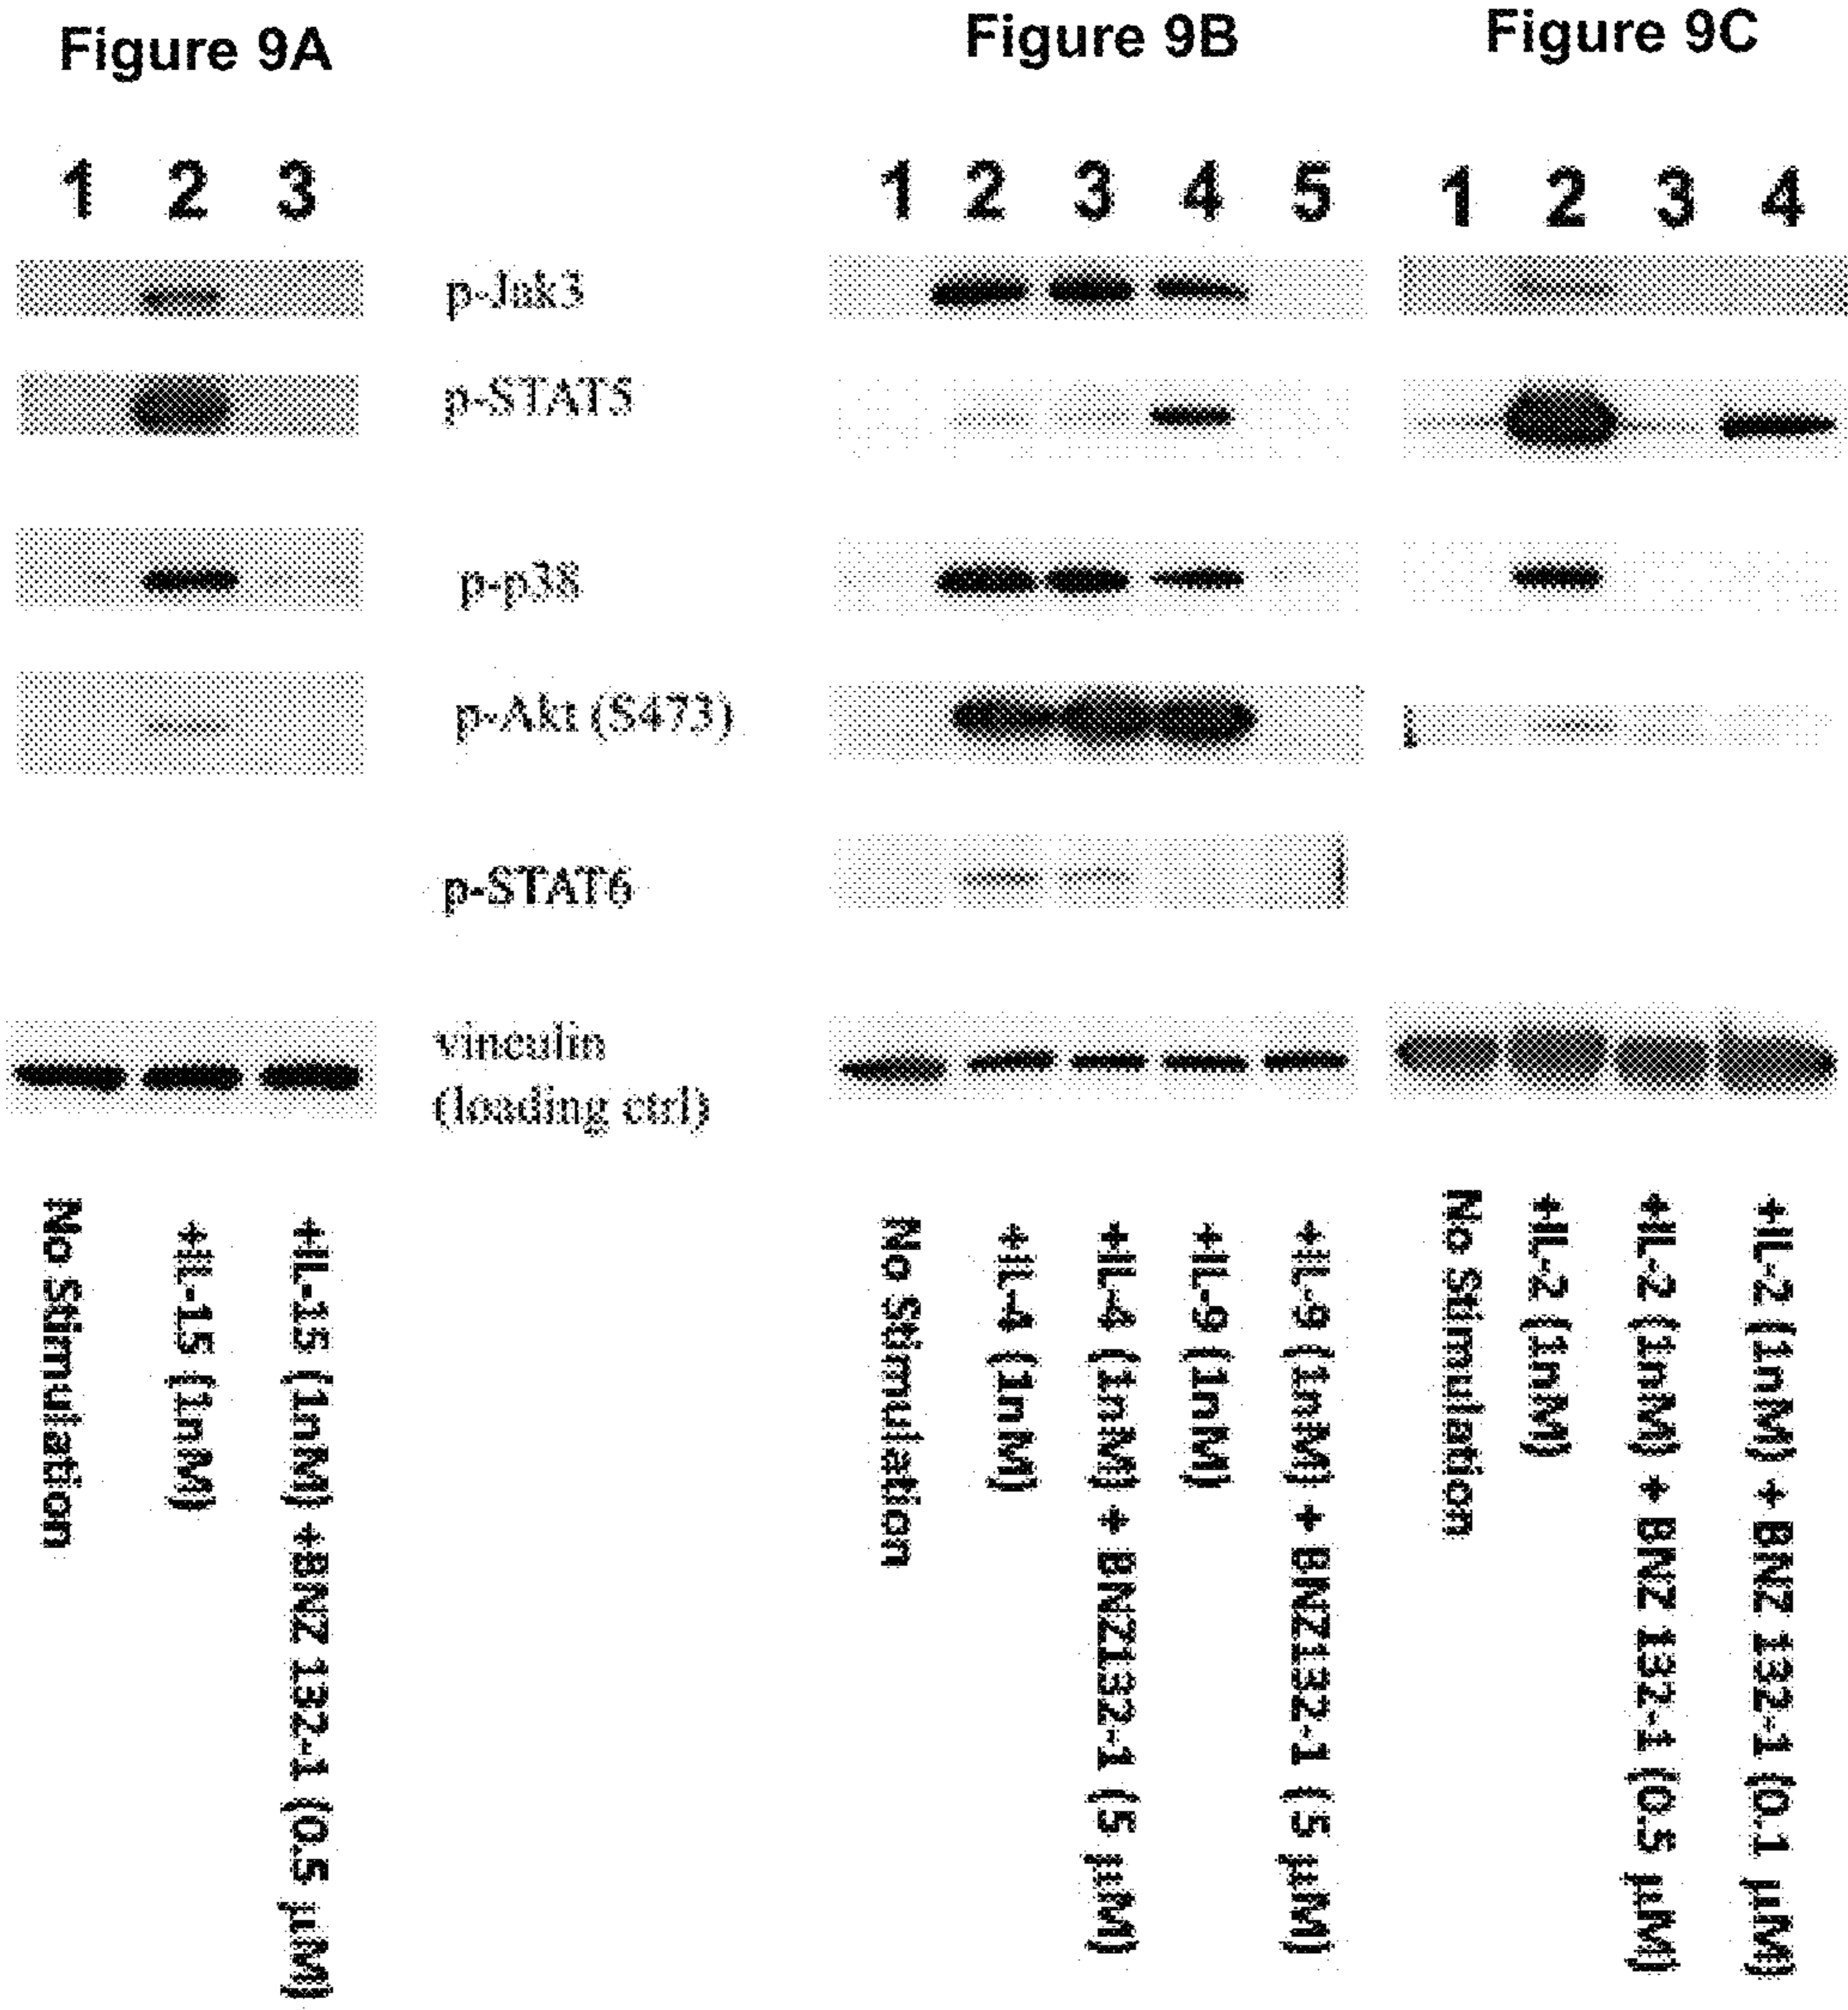 Figure 9A
Figure 9B
Figure 9C
1 2 3
1 2 3 4 5
1 2 3 4
p-Jak3
p-STAT5
p-p38
p-Akt (S473)
p-STAT6
vinculin
(loading ctrl)
No Stimulation
+IL-15 (1nM)
+IL-15 (1nM) +BNZ 132-1 (0.5 µM)
No Stimulation
+IL-4 (1nM)
+IL-4 (1nM) + BNZ132-1 (5 µM)
+IL-9 (1nM)
+IL-9 (1nM) + BNZ132-1 (5 µM)
No Stimulation
+IL-2 (1nM)
+IL-2 (1nM) + BNZ 132-1 (0.5 µM)
+IL-2 (1nM) + BNZ 132-1 (0.1 µM)